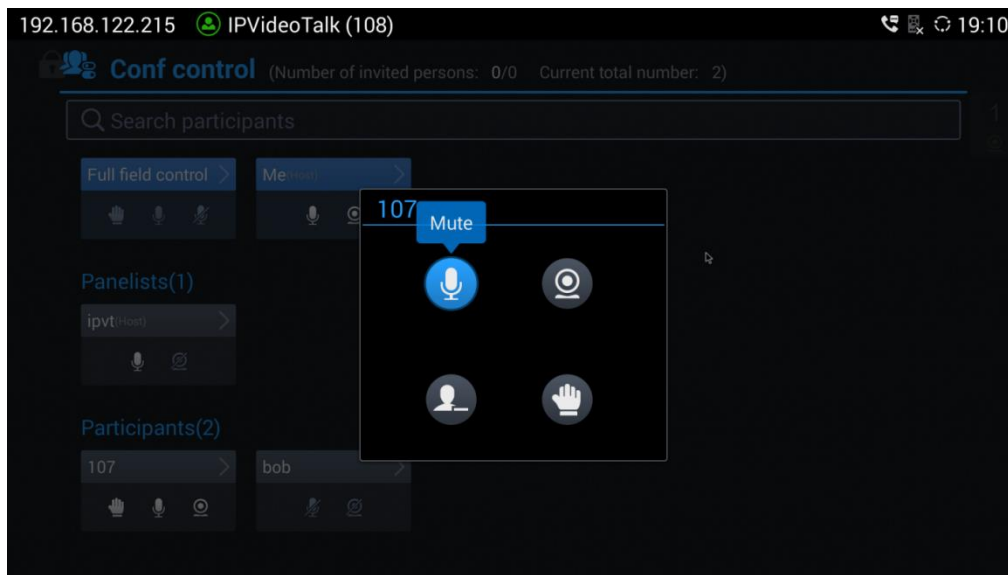 192.168.122.215 IPVideoTalk (108) 19:10
Conf control (Number of invited persons: 0/0 Current total number: 2)
Search participants
1
Full field control Me(Host)
107
Mute
Panelists(1)
ipvt(Host)
Participants(2)
107 bob